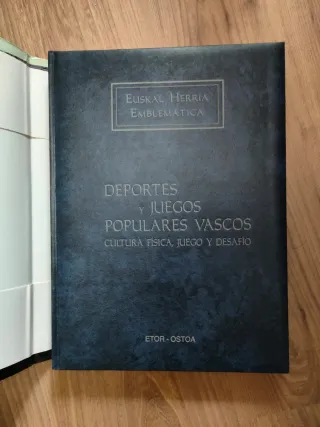 EUSKAL HERRIA
EMBLEMÁTICA
DEPORTES
Y JUEGOS
POPULARES VASCOS
CULTURA FÍSICA, JUEGO Y DESAFÍO
ETOR-OSTOA